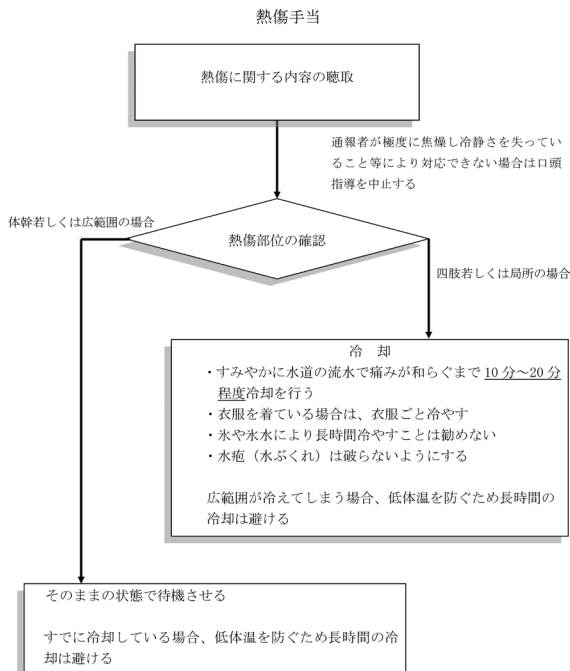 熱傷手当
熱傷に関する内容の聴取
通報者が極度に焦燥し冷静さを失ってい
ること等により対応できない場合は口頭
指導を中止する
体幹若しくは広範囲の場合
熱傷部位の確認
四肢若しくは局所の場合
冷　却
・すみやかに水道の流水で痛みが和らぐまで 10 分～20 分
程度冷却を行う
・衣服を着ている場合は、衣服ごと冷やす
・氷や氷水により長時間冷やすことは勧めない
・水疱（水ぶくれ）は破らないようにする
広範囲が冷えてしまう場合、低体温を防ぐため長時間の
冷却は避ける
そのままの状態で待機させる
すでに冷却している場合、低体温を防ぐため長時間の冷
却は避ける